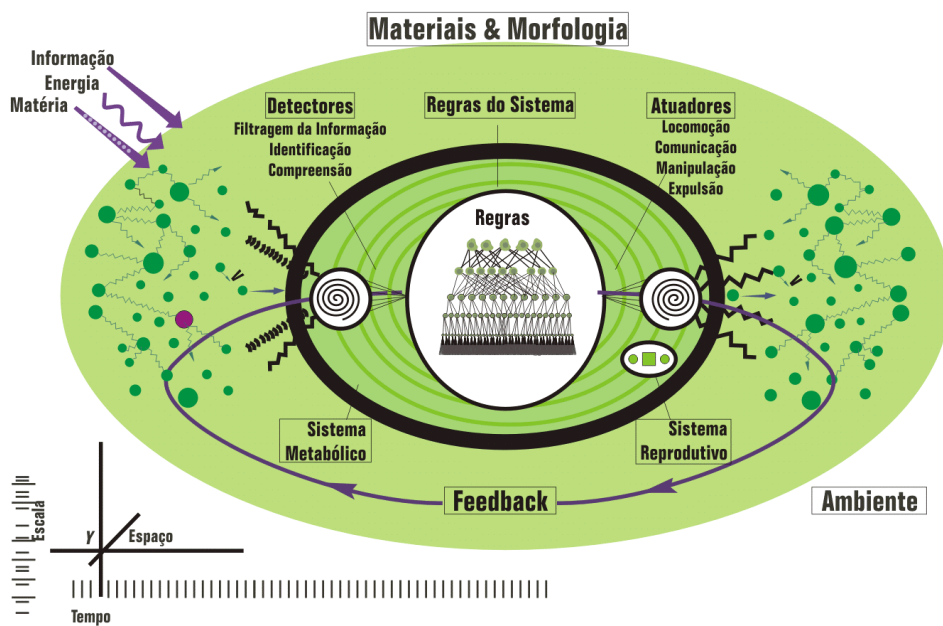 Materiais & Morfologia
Informação
Energia
Matéria
Detectores
Filtragem da Informação
Identificação
Compreensão
Regras do Sistema
Atuadores
Locomoção
Comunicação
Manipulação
Expulsão
Regras
Sistema
Metabólico
Sistema
Reprodutivo
Feedback
Ambiente
Escala
Y
Espaço
Tempo